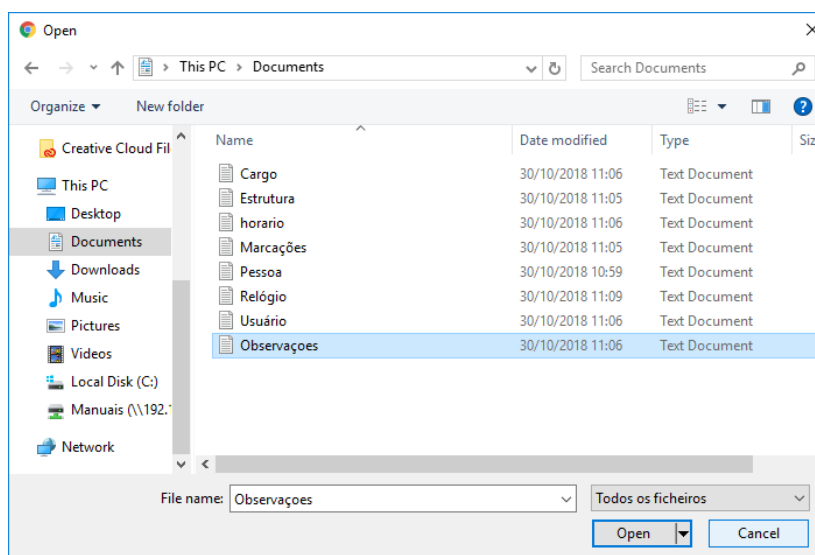 Open
This PC > Documents
Search Documents
Organize
New folder
Name
Date modified
Type
Siz
Creative Cloud Fil
This PC
Desktop
Documents
Downloads
Music
Pictures
Videos
Local Disk (C:)
Manuais (\\192.1
Network
Cargo 30/10/2018 11:06 Text Document
Estrutura 30/10/2018 11:05 Text Document
horario 30/10/2018 11:06 Text Document
Marcações 30/10/2018 11:05 Text Document
Pessoa 30/10/2018 10:59 Text Document
Relógio 30/10/2018 11:09 Text Document
Usuário 30/10/2018 11:06 Text Document
Observaçoes 30/10/2018 11:06 Text Document
File name: Observaçoes
Todos os ficheiros
Open
Cancel